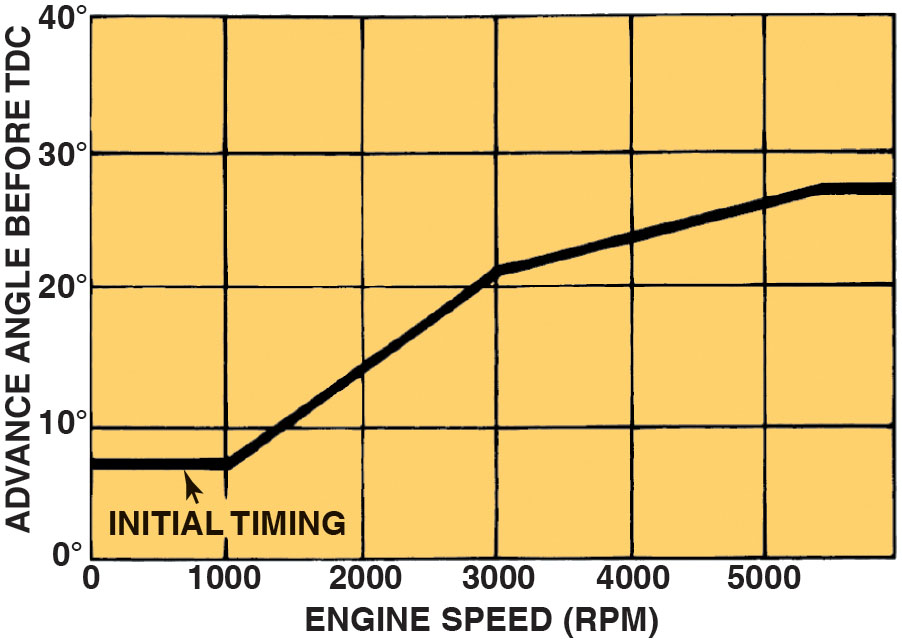 ADVANCE ANGLE BEFORE TDC
40°
30°
20°
10°
0°
INITIAL TIMING
0 1000 2000 3000 4000 5000
ENGINE SPEED (RPM)